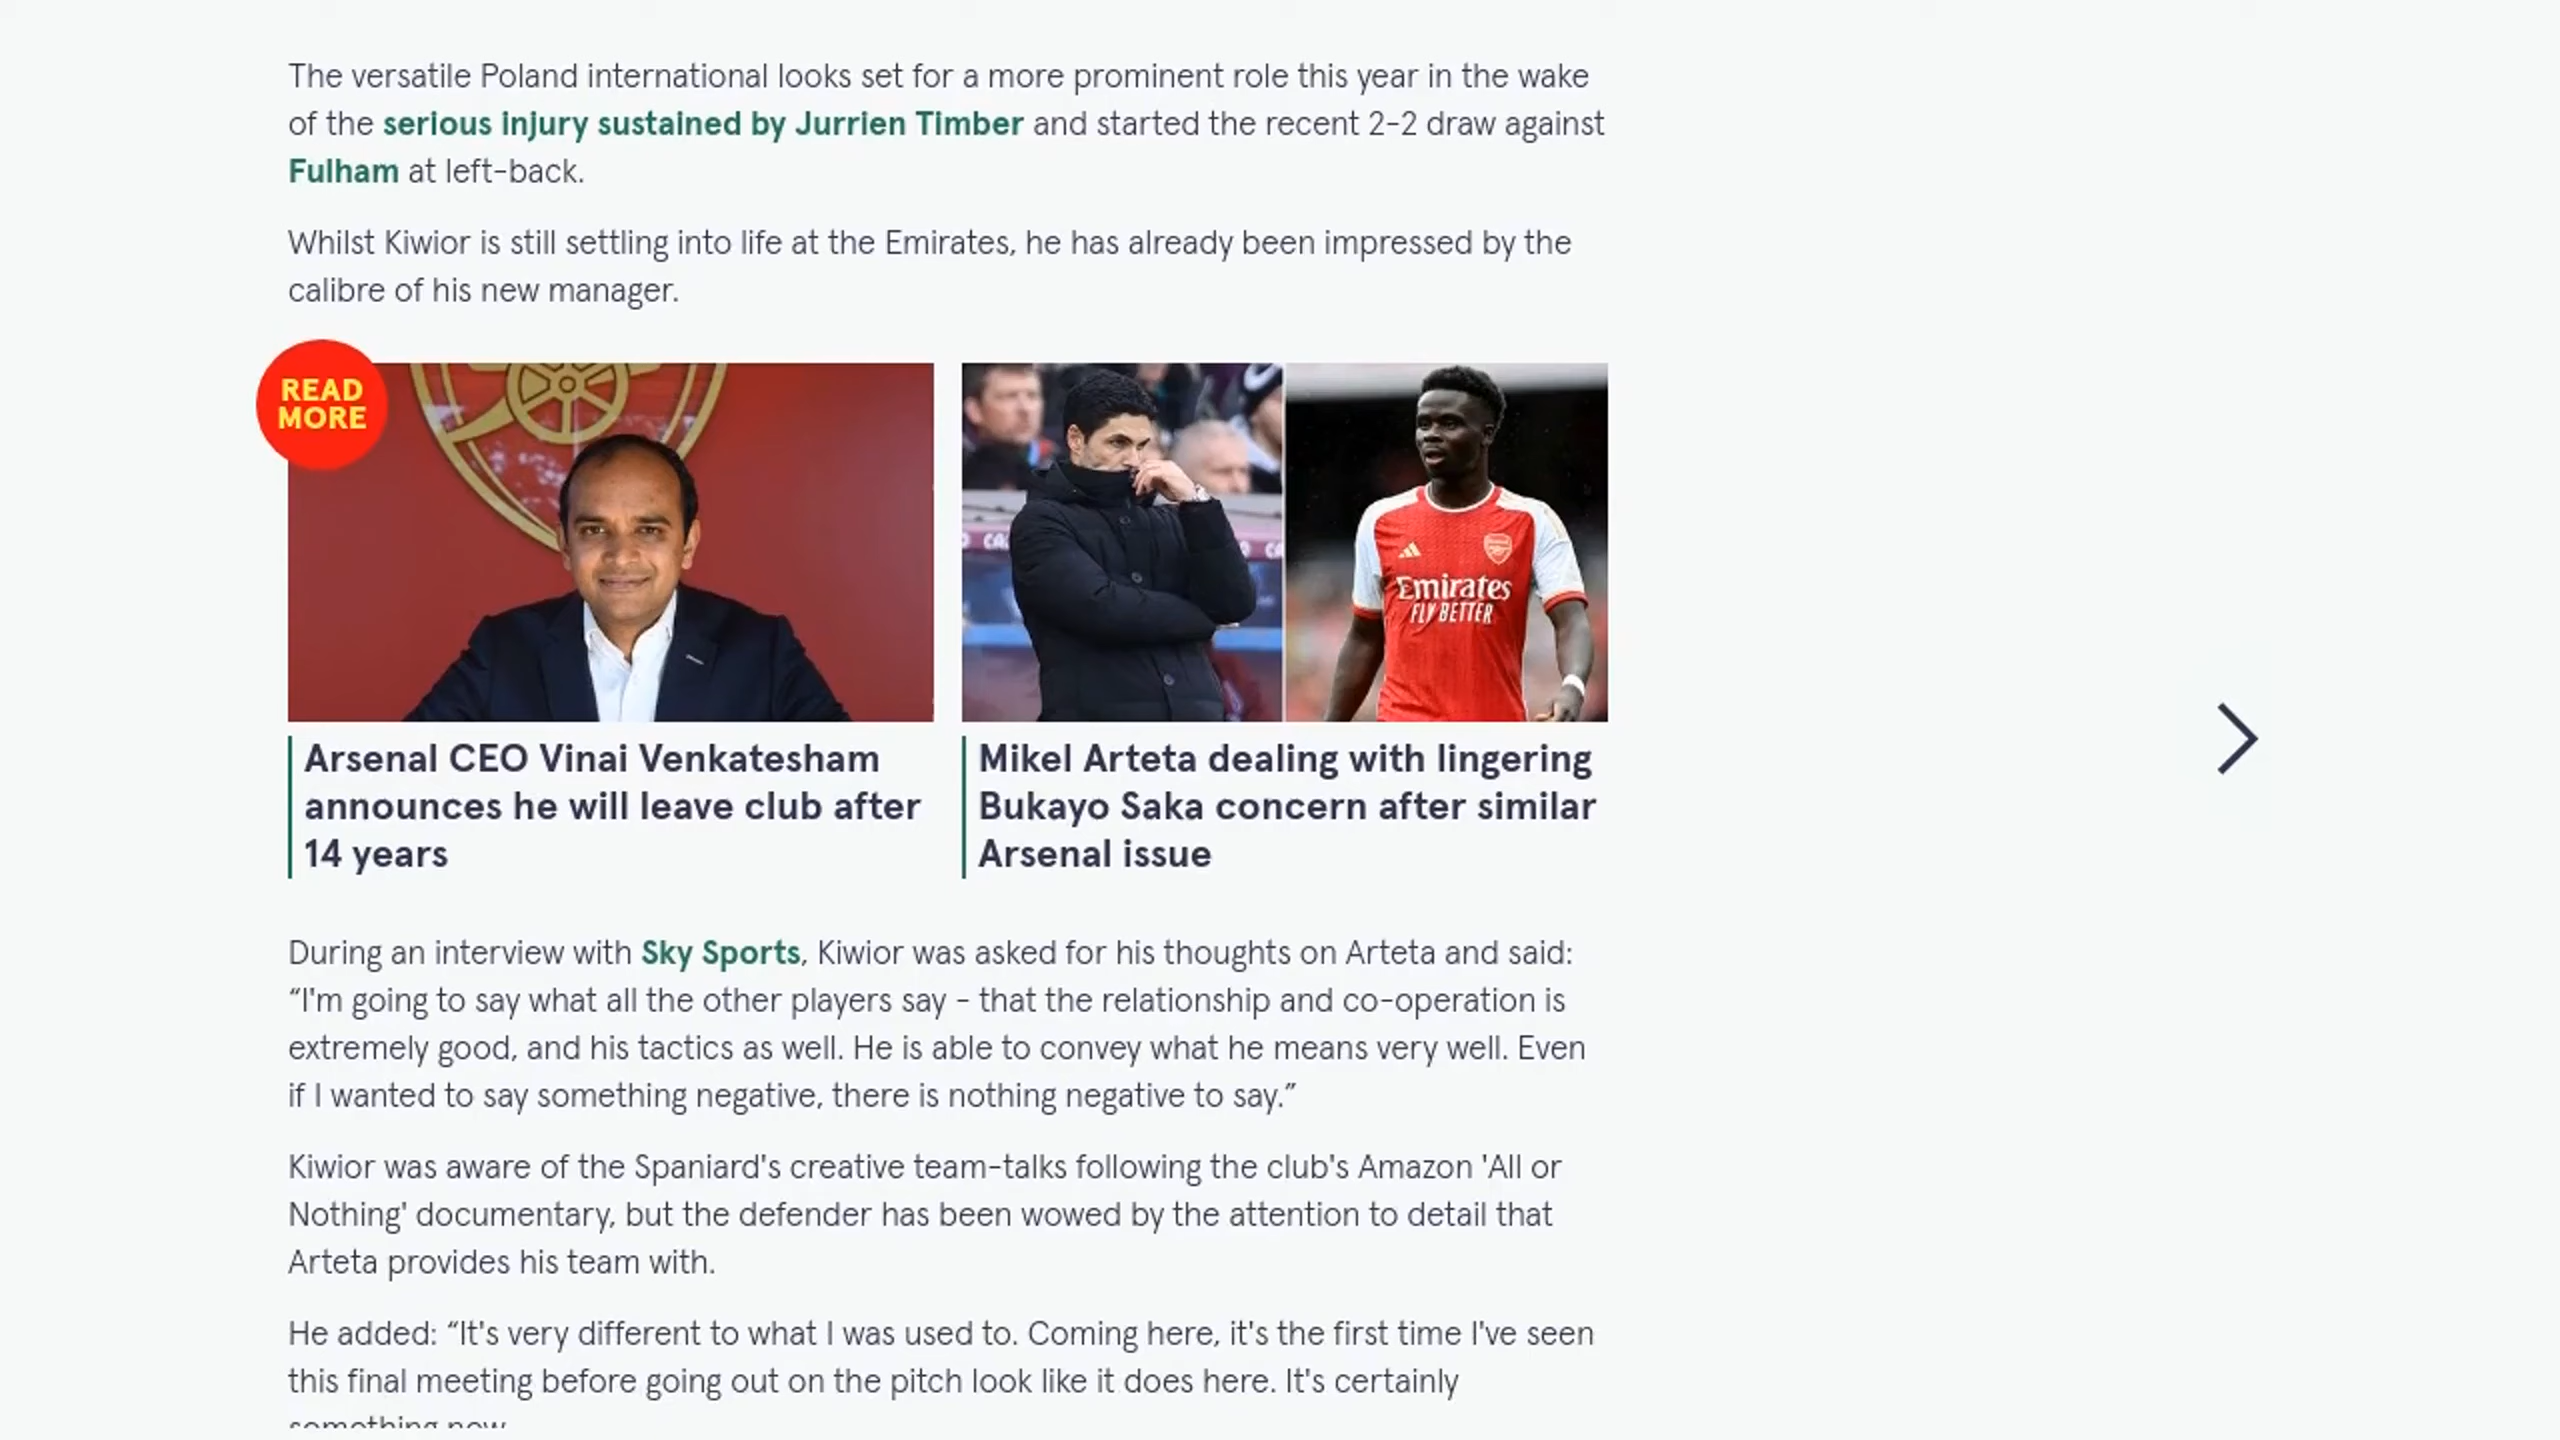 The versatile Poland international looks set for a more prominent role this year in the wake
of the serious injury sustained by Jurrien Timber and started the recent 2-2 draw against
Fulham at left-back.
Whilst Kiwior is still settling into life at the Emirates, he has already been impressed by the
calibre of his new manager.
READ
MORE
Emirates
FLY BETTER
Arsenal CEO Vinai Venkatesham
announces he will leave club after
14 years
Mikel Arteta dealing with lingering
Bukayo Saka concern after similar
Arsenal issue
During an interview with Sky Sports, Kiwior was asked for his thoughts on Arteta and said:
“I'm going to say what all the other players say - that the relationship and co-operation is
extremely good, and his tactics as well. He is able to convey what he means very well. Even
if I wanted to say something negative, there is nothing negative to say.”
Kiwior was aware of the Spaniard's creative team-talks following the club's Amazon 'All or
Nothing' documentary, but the defender has been wowed by the attention to detail that
Arteta provides his team with.
He added: “It's very different to what I was used to. Coming here, it's the first time I've seen
this final meeting before going out on the pitch look like it does here. It's certainly
something new